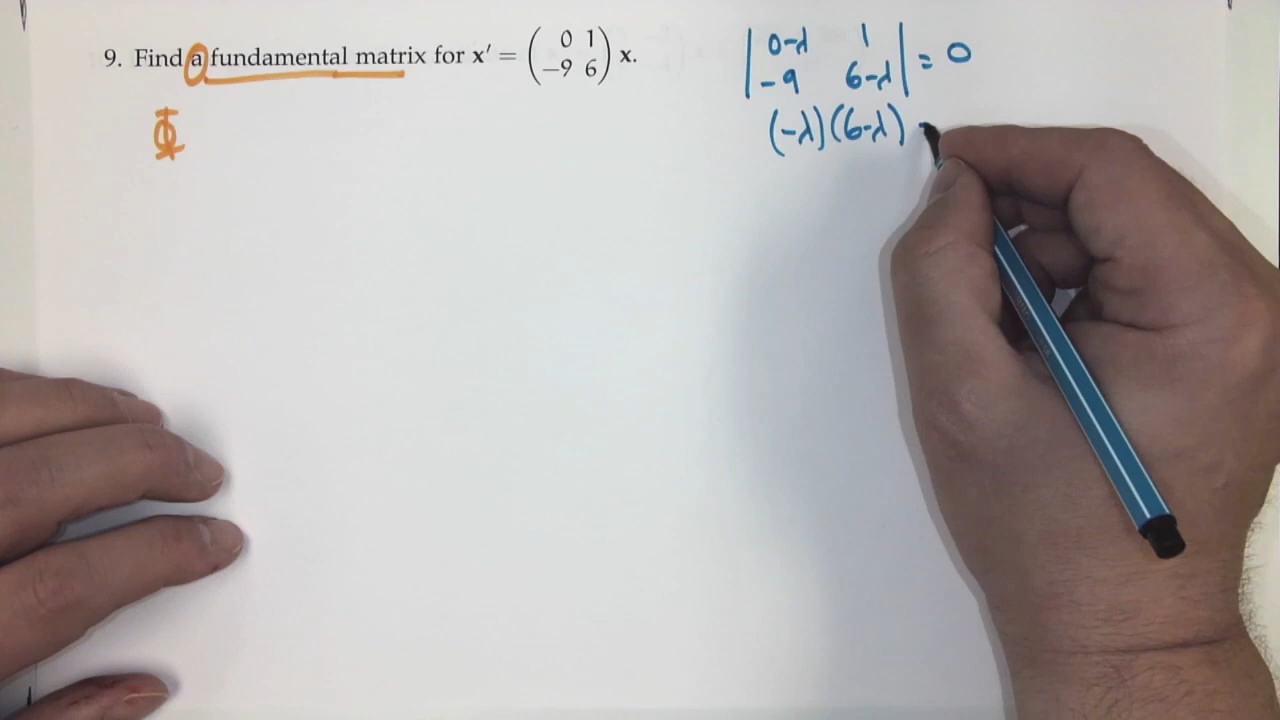 9. Find a fundamental matrix for x′ = ( 0 1 −9 6 ) x.
Φ
| 0-λ 1 | = 0
| -9 6-λ |
(-λ)(6-λ) -